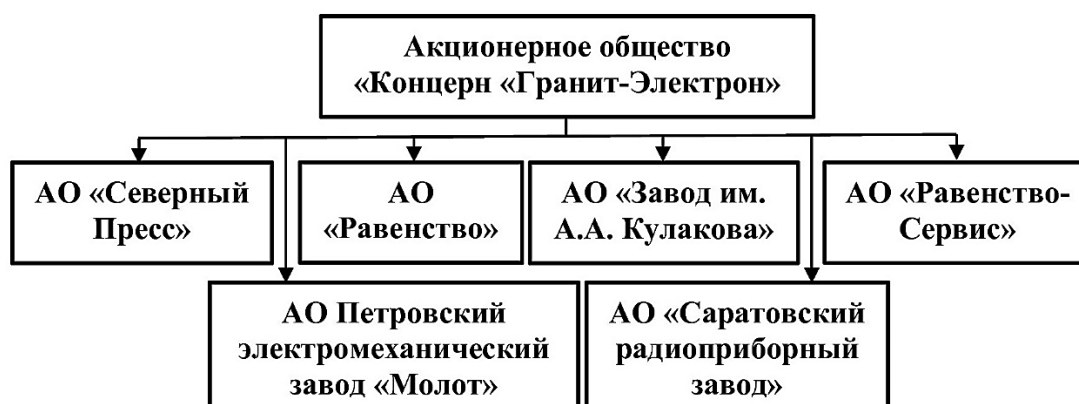 Акционерное общество
«Концерн «Гранит-Электрон»
АО «Северный
Пресс»
АО
«Равенство»
АО «Завод им.
А.А. Кулакова»
АО «Равенство-
Сервис»
АО Петровский
электромеханический
завод «Молот»
АО «Саратовский
радиоприборный
завод»